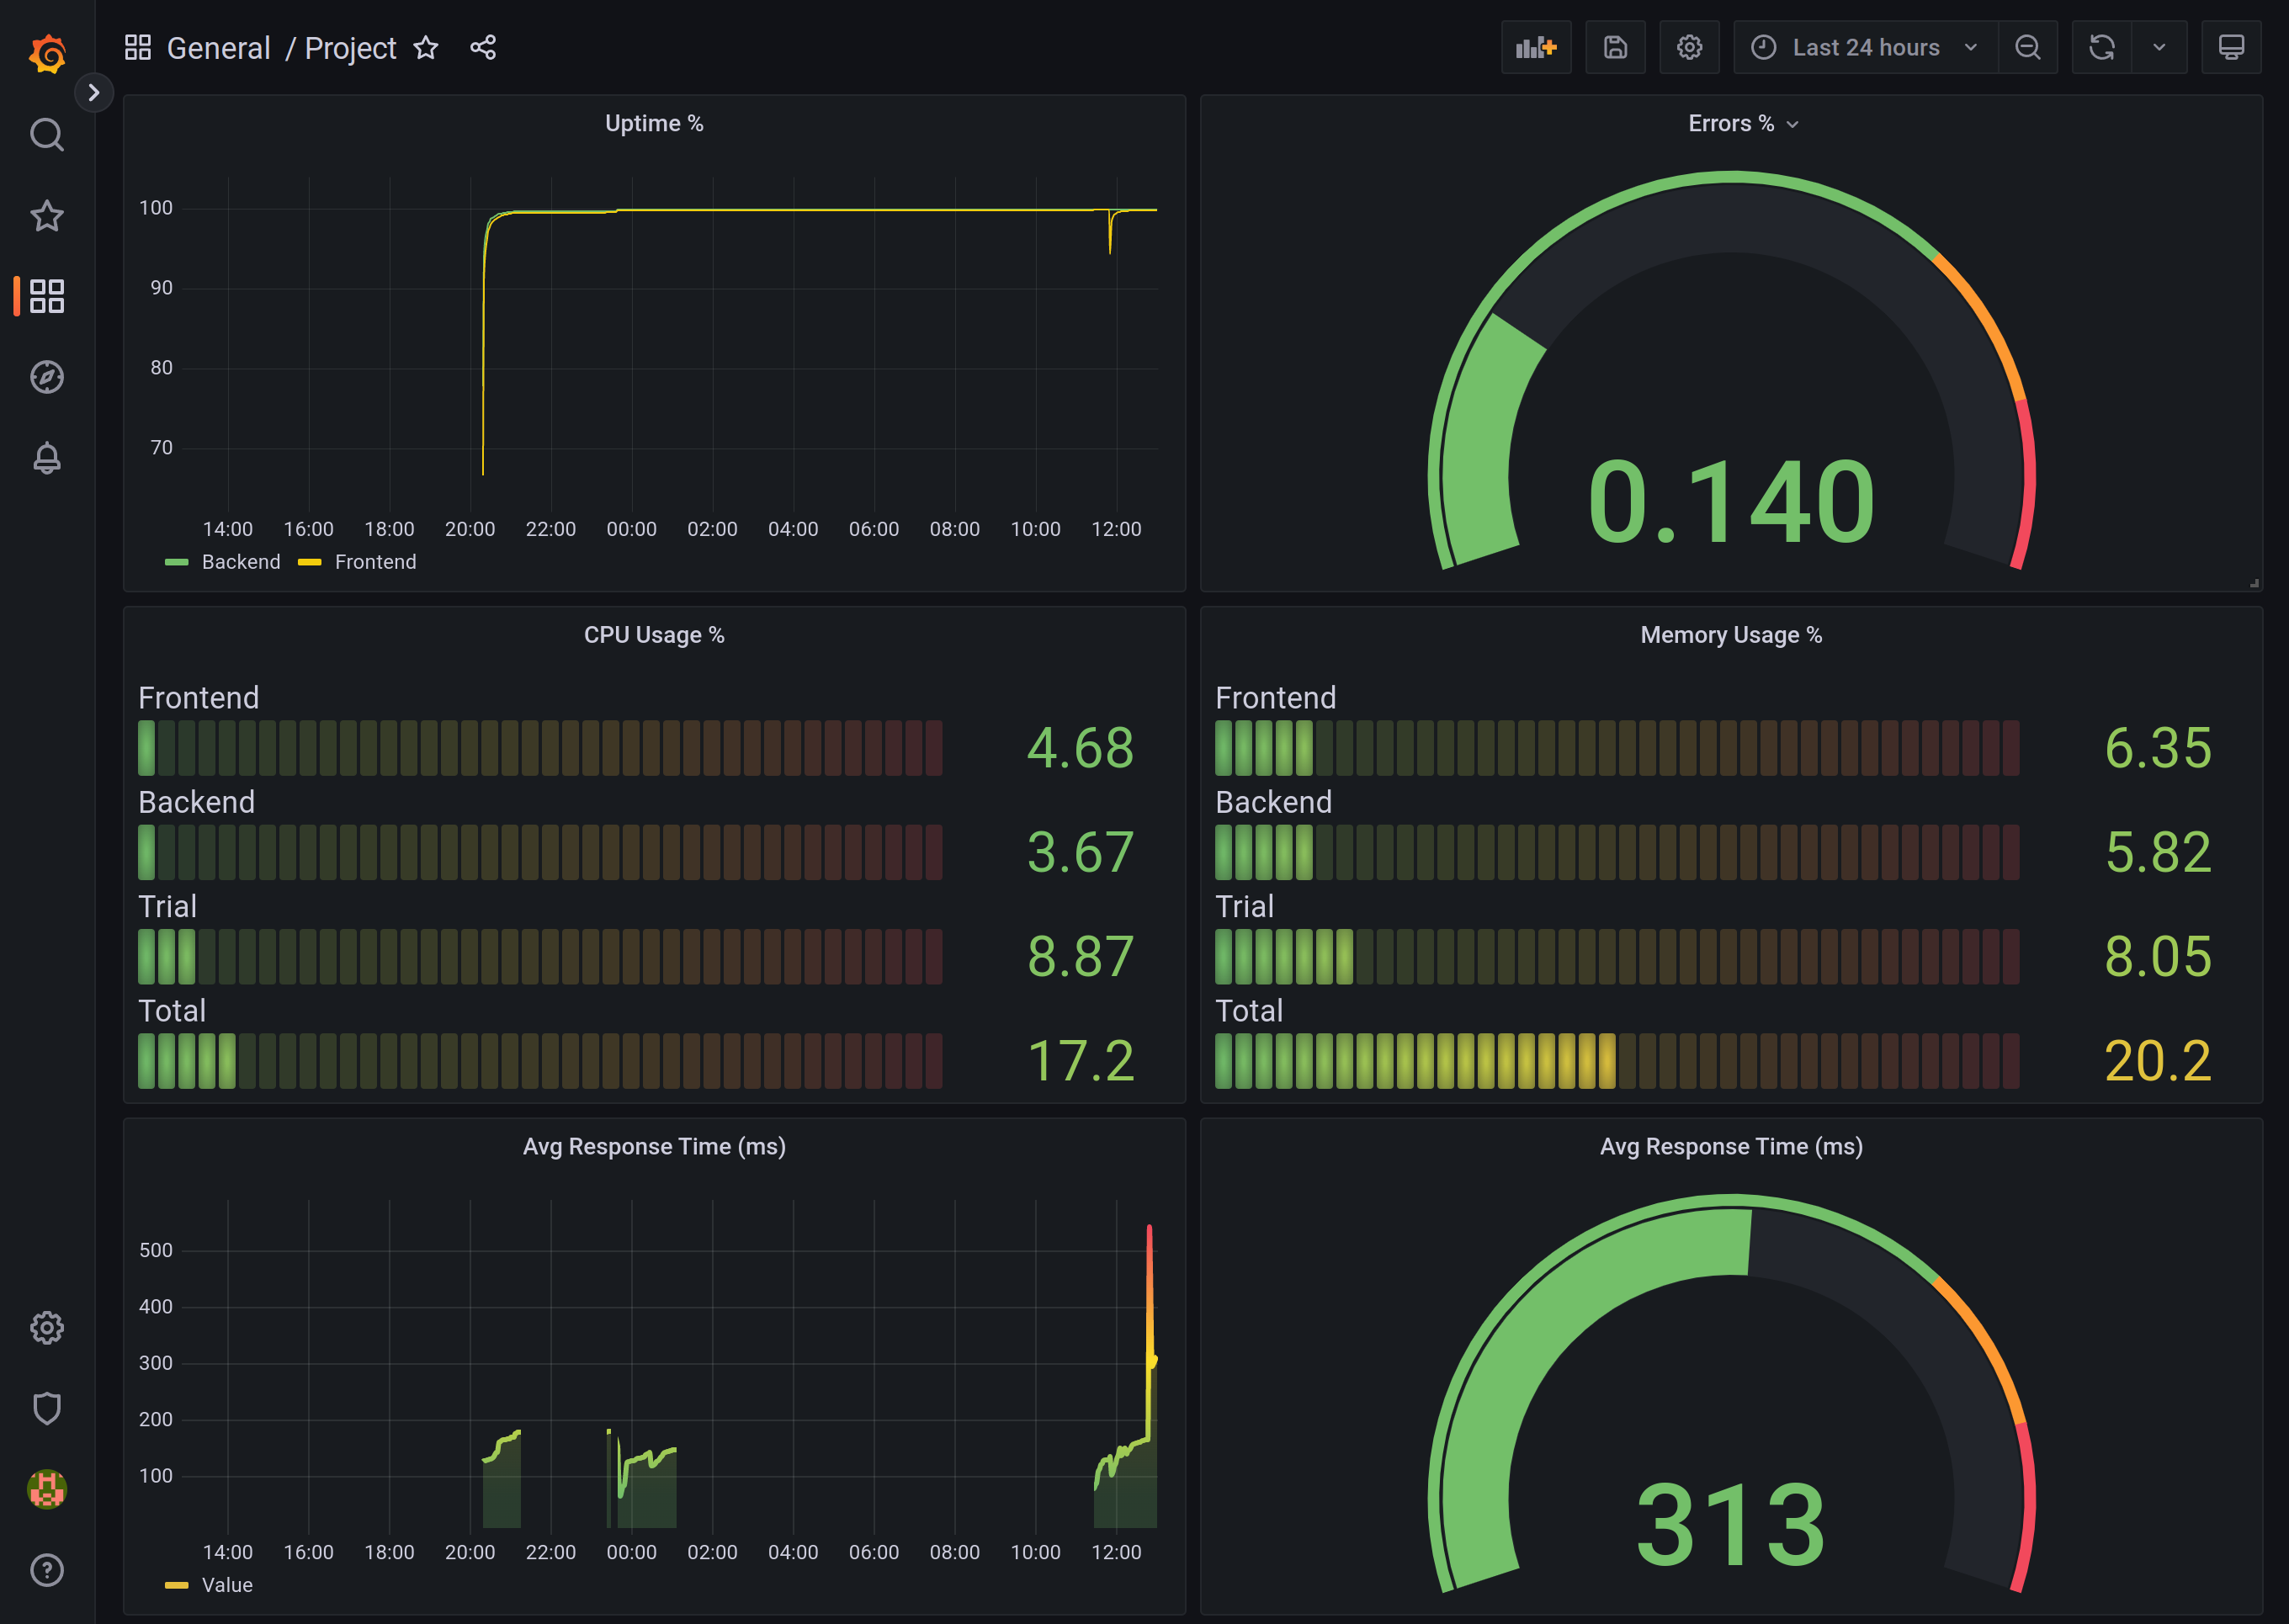 General / Project
Last 24 hours
Uptime %
100
90
80
70
14:00 16:00 18:00 20:00 22:00 00:00 02:00 04:00 06:00 08:00 10:00 12:00
Backend Frontend
Errors %
0.140
CPU Usage %
Frontend
4.68
Backend
3.67
Trial
8.87
Total
17.2
Memory Usage %
Frontend
6.35
Backend
5.82
Trial
8.05
Total
20.2
Avg Response Time (ms)
500
400
300
200
100
14:00 16:00 18:00 20:00 22:00 00:00 02:00 04:00 06:00 08:00 10:00 12:00
Value
Avg Response Time (ms)
313